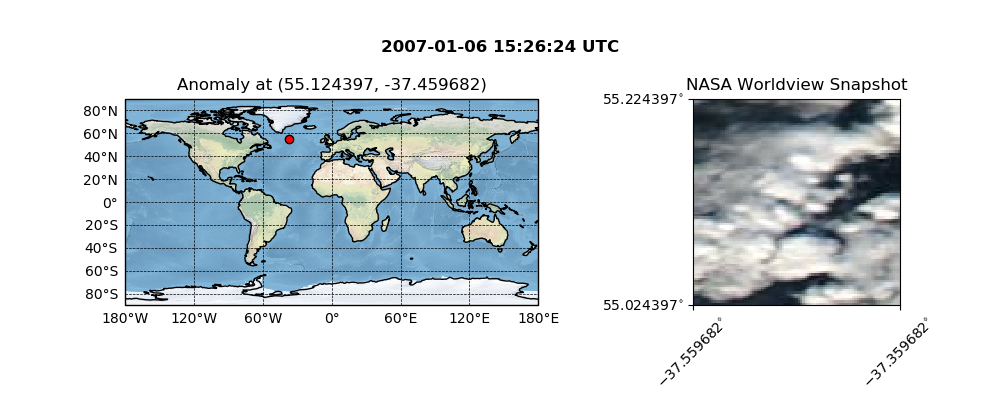 2007-01-06 15:26:24 UTC
Anomaly at (55.124397, -37.459682)
80°N
60°N
40°N
20°N
0°
20°S
40°S
60°S
80°S
180°W 120°W 60°W 0° 60°E 120°E 180°E
NASA Worldview Snapshot
55.224397°
55.024397°
−37.559682°
−37.359682°